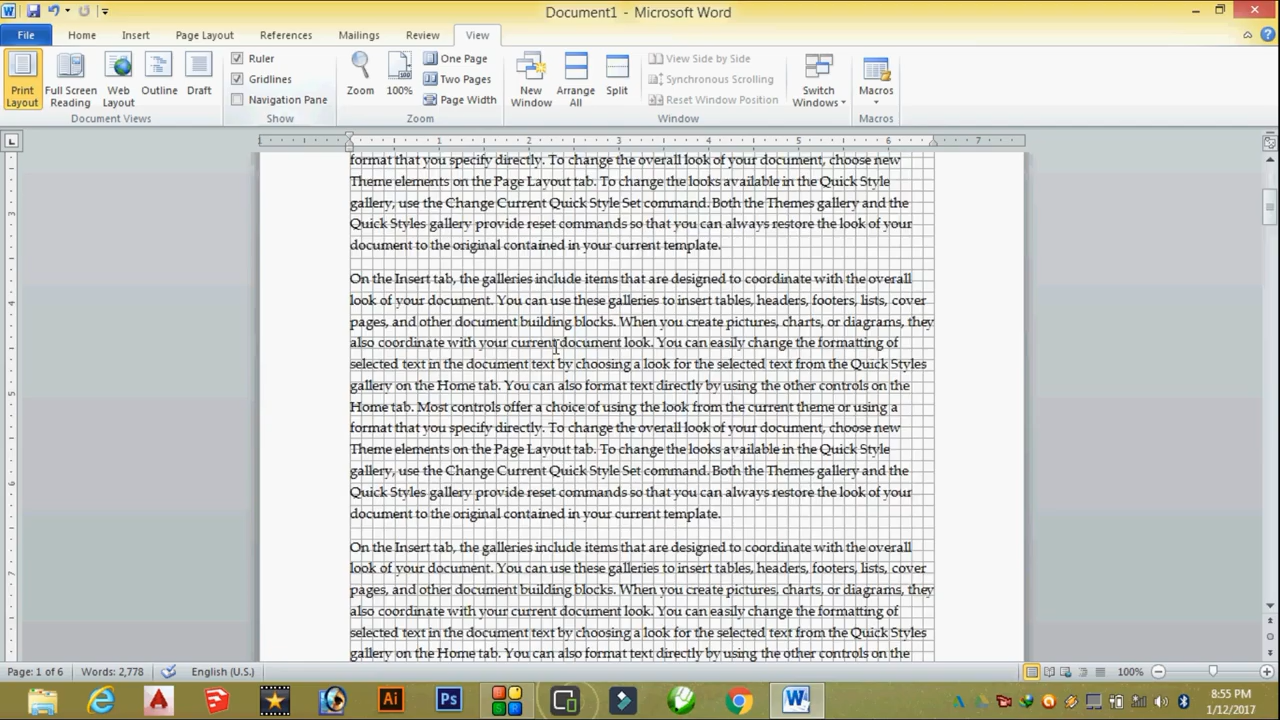 Document1 - Microsoft Word
File Home Insert Page Layout References Mailings Review View
Print Layout
Full Screen Reading
Web Layout
Outline
Draft
Document Views
Ruler
Gridlines
Navigation Pane
Show
Zoom
100%
One Page
Two Pages
Page Width
Zoom
New Window
Arrange All
Split
View Side by Side
Synchronous Scrolling
Reset Window Position
Window
Switch Windows
Macros
Macros
1 1 2 3 4 5 6 7
3
4
5
6
7
format that you specify directly. To change the overall look of your document, choose new
Theme elements on the Page Layout tab. To change the looks available in the Quick Style
gallery, use the Change Current Quick Style Set command. Both the Themes gallery and the
Quick Styles gallery provide reset commands so that you can always restore the look of your
document to the original contained in your current template.
On the Insert tab, the galleries include items that are designed to coordinate with the overall
look of your document. You can use these galleries to insert tables, headers, footers, lists, cover
pages, and other document building blocks. When you create pictures, charts, or diagrams, they
also coordinate with your current document look. You can easily change the formatting of
selected text in the document text by choosing a look for the selected text from the Quick Styles
gallery on the Home tab. You can also format text directly by using the other controls on the
Home tab. Most controls offer a choice of using the look from the current theme or using a
format that you specify directly. To change the overall look of your document, choose new
Theme elements on the Page Layout tab. To change the looks available in the Quick Style
gallery, use the Change Current Quick Style Set command. Both the Themes gallery and the
Quick Styles gallery provide reset commands so that you can always restore the look of your
document to the original contained in your current template.
On the Insert tab, the galleries include items that are designed to coordinate with the overall
look of your document. You can use these galleries to insert tables, headers, footers, lists, cover
pages, and other document building blocks. When you create pictures, charts, or diagrams, they
also coordinate with your current document look. You can easily change the formatting of
selected text in the document text by choosing a look for the selected text from the Quick Styles
gallery on the Home tab. You can also format text directly by using the other controls on the
Page: 1 of 6 Words: 2,778 English (U.S.) 100%
Ai Ps
8:55 PM
1/12/2017